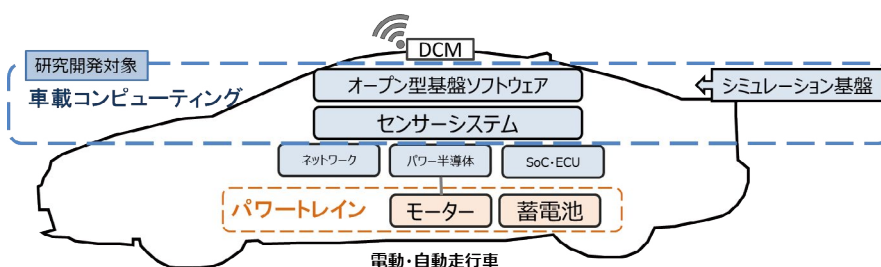 DCM
研究開発対象
車載コンピューティング
オープン型基盤ソフトウェア
シミュレーション基盤
センサーシステム
ネットワーク
パワー半導体
SoC・ECU
パワートレイン
モーター
蓄電池
電動・自動走行車